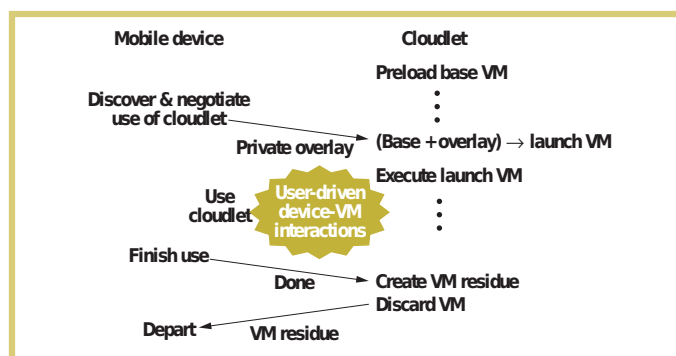 Mobile device
Cloudlet
Preload base VM
Discover & negotiate
use of cloudlet
Private overlay
(Base + overlay) → launch VM
Execute launch VM
Use
cloudlet
User-driven
device-VM
interactions
Finish use
Done
Create VM residue
Discard VM
Depart
VM residue